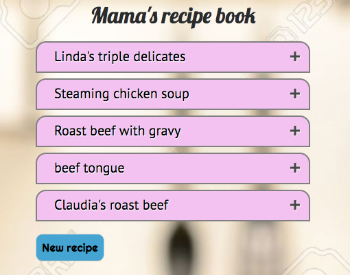 Mama's recipe book
Linda's triple delicates +
Steaming chicken soup +
Roast beef with gravy +
beef tongue +
Claudia's roast beef +
New recipe